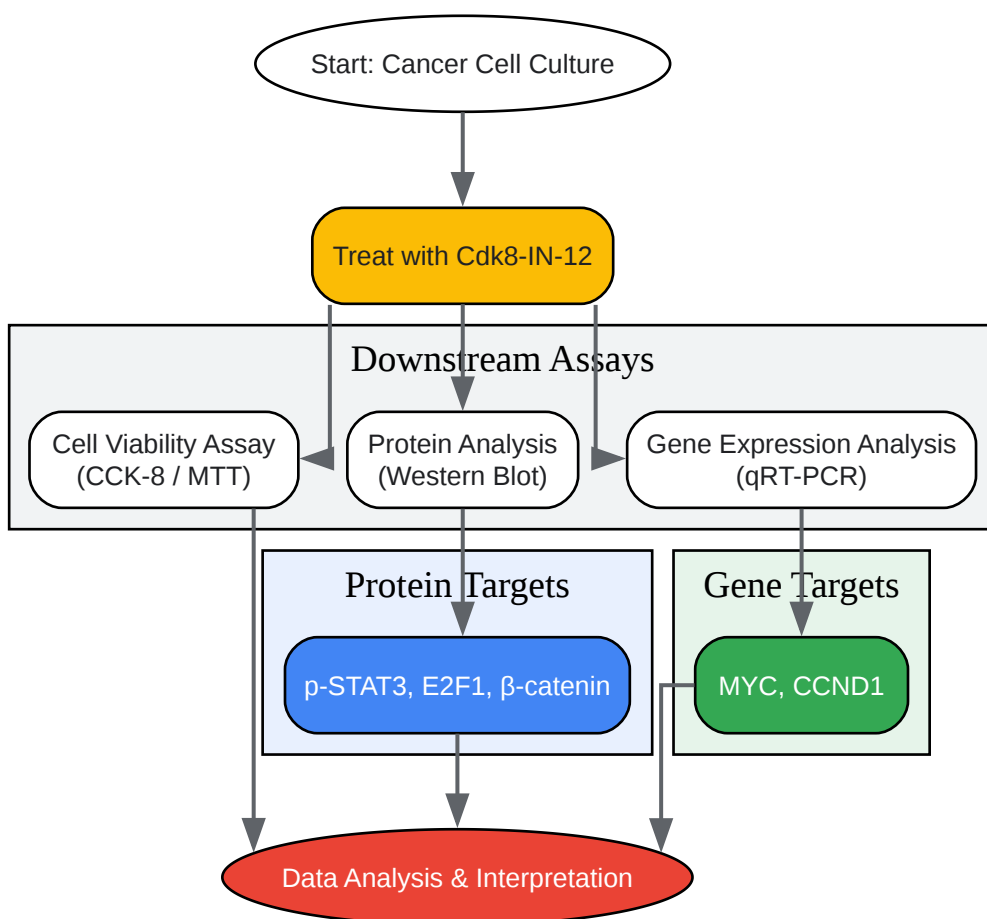 Start: Cancer Cell Culture
Treat with Cdk8-IN-12
Downstream Assays
Cell Viability Assay
(CCK-8 / MTT)
Protein Analysis
(Western Blot)
Gene Expression Analysis
(qRT-PCR)
Protein Targets
Gene Targets
p-STAT3, E2F1, β-catenin
MYC, CCND1
Data Analysis & Interpretation